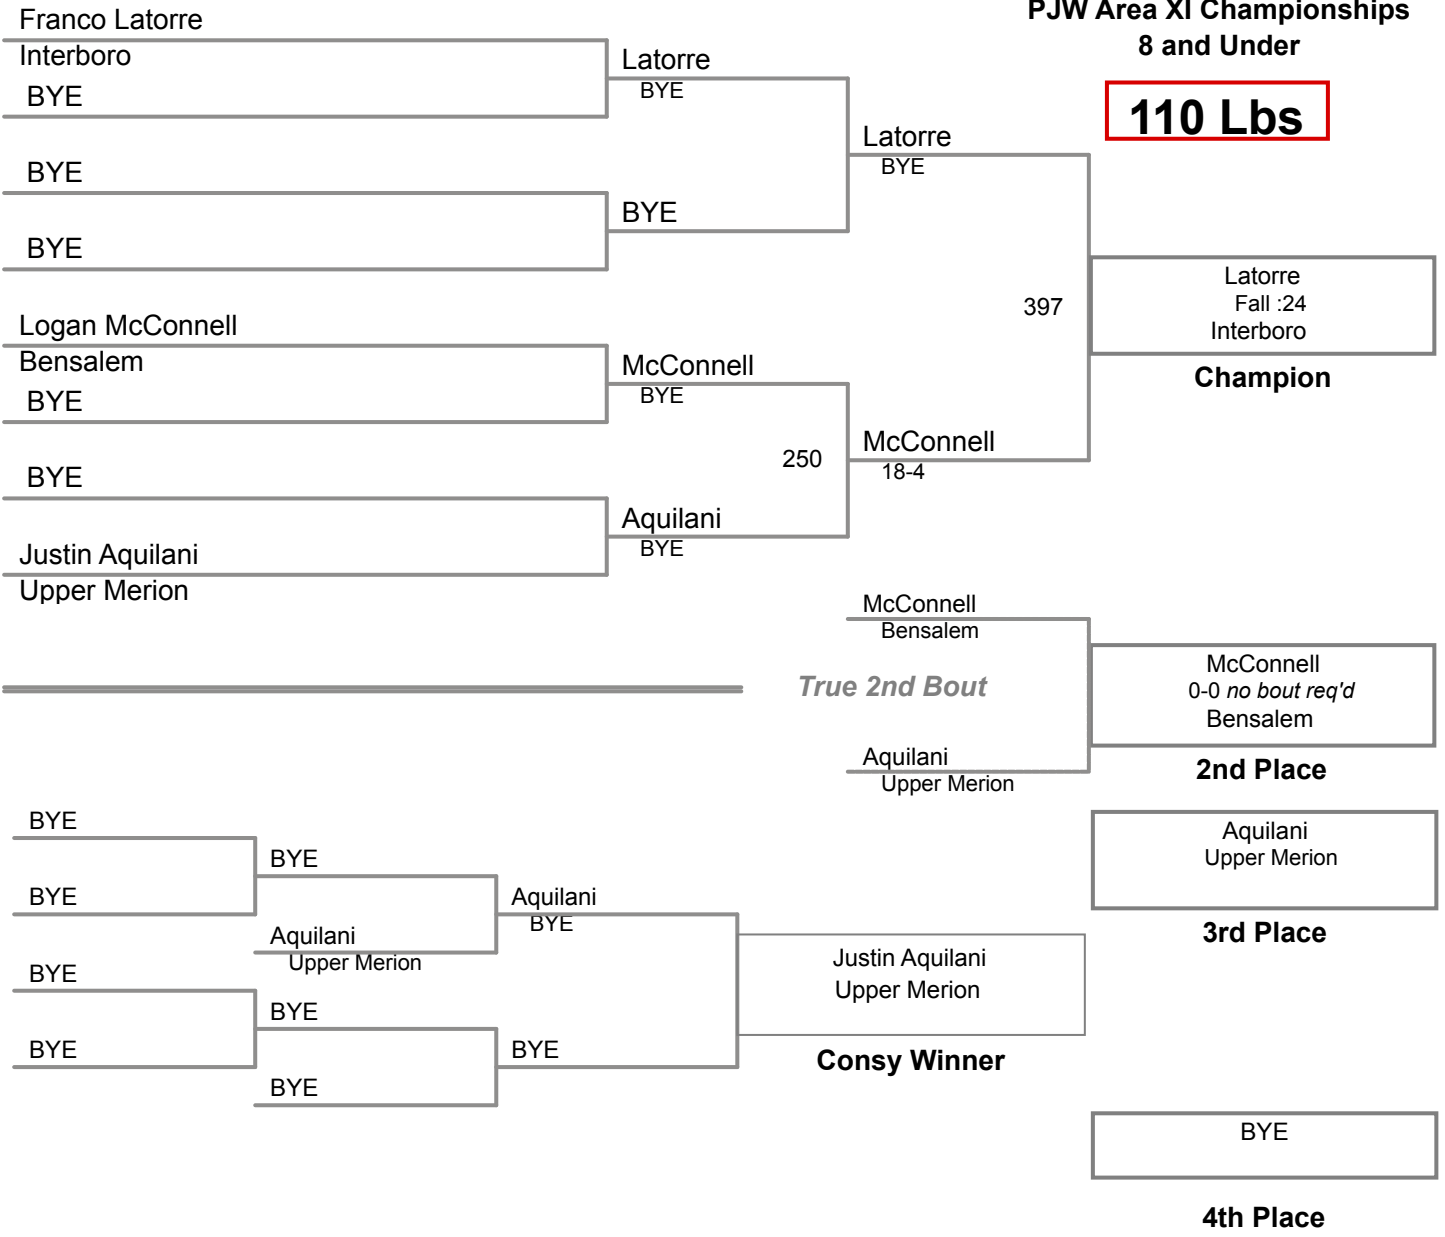 PJW Area XI Championships
8 and Under
110 Lbs
Franco Latorre
Interboro
BYE
BYE
BYE
Logan McConnell
Bensalem
BYE
BYE
Justin Aquilani
Upper Merion
Latorre
BYE
BYE
McConnell
BYE
250
Aquilani
BYE
Latorre
BYE
397
McConnell
18-4
Latorre
Fall :24
Interboro
Champion
McConnell
Bensalem
True 2nd Bout
Aquilani
Upper Merion
McConnell
0-0 no bout req'd
Bensalem
2nd Place
BYE
BYE
BYE
BYE
BYE
Aquilani
Upper Merion
BYE
BYE
Aquilani
BYE
BYE
Justin Aquilani
Upper Merion
Consy Winner
Aquilani
Upper Merion
3rd Place
BYE
4th Place